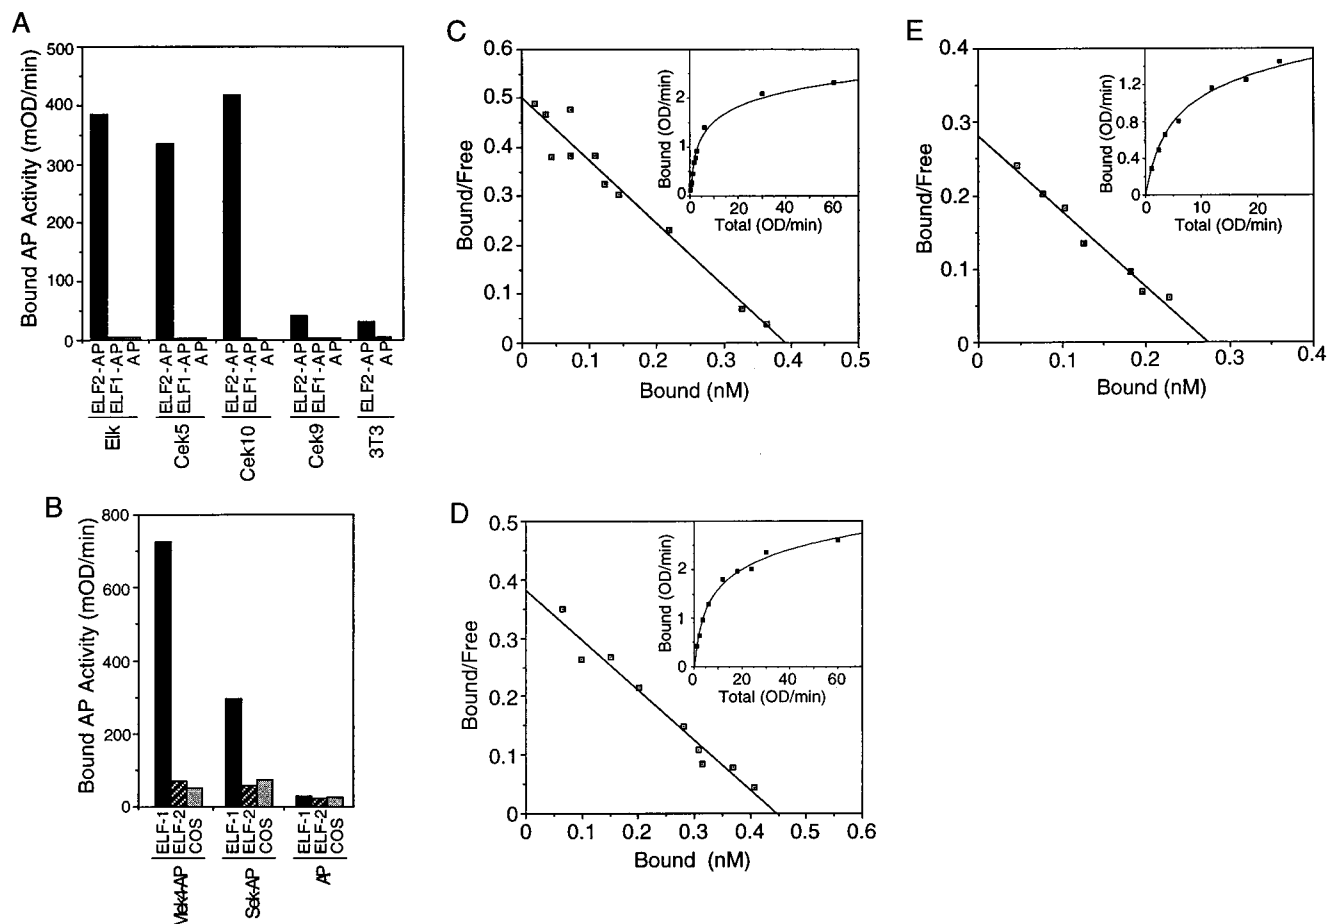 A
Bound AP Activity (mOD/min)
500
400
300
200
100
0
ELF2-AP
ELF1-AP
AP
ELF2-AP
ELF1-AP
AP
ELF2-AP
ELF1-AP
AP
ELF2-AP
ELF1-AP
AP
ELF2-AP
AP
Elk
Cek5
Cek10
Cek9
3T3
B
Bound AP Activity (mOD/min)
800
600
400
200
0
ELF-1
ELF-2
COS
ELF-1
ELF-2
COS
ELF-1
ELF-2
COS
Mek4-AP
Sek-AP
AP
C
Bound/Free
0.6
0.5
0.4
0.3
0.2
0.1
0
0 0.1 0.2 0.3 0.4 0.5
Bound (nM)
Bound (OD/min)
2
1
0
0 20 40 60
Total (OD/min)
D
Bound/Free
0.5
0.4
0.3
0.2
0.1
0
0 0.1 0.2 0.3 0.4 0.5 0.6
Bound (nM)
Bound (OD/min)
2
1
0
0 20 40 60
Total (OD/min)
E
Bound/Free
0.4
0.3
0.2
0.1
0
0 0.1 0.2 0.3 0.4
Bound (nM)
Bound (OD/min)
1.2
0.8
0.4
0
0 10 20
Total (OD/min)